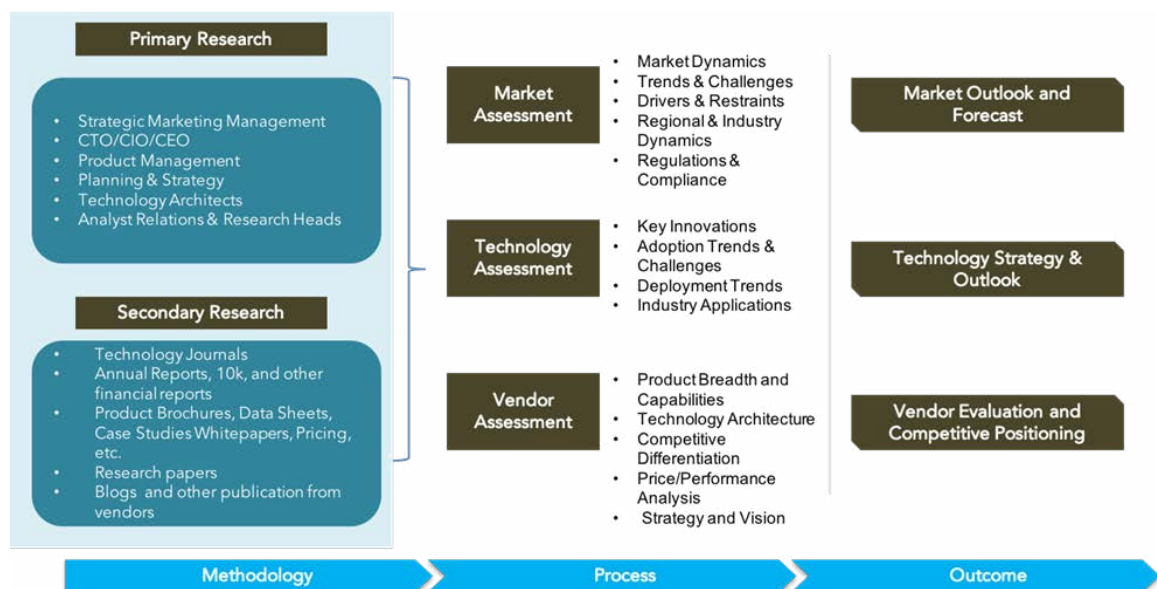 Primary Research
• Strategic Marketing Management
• CTO/CIO/CEO
• Product Management
• Planning & Strategy
• Technology Architects
• Analyst Relations & Research Heads
Secondary Research
• Technology Journals
• Annual Reports, 10k, and other
financial reports
• Product Brochures, Data Sheets,
Case Studies Whitepapers, Pricing,
etc.
• Research papers
• Blogs and other publication from
vendors
Market
Assessment
• Market Dynamics
• Trends & Challenges
• Drivers & Restraints
• Regional & Industry
Dynamics
• Regulations &
Compliance
Market Outlook and
Forecast
Technology
Assessment
• Key Innovations
• Adoption Trends &
Challenges
• Deployment Trends
• Industry Applications
Technology Strategy &
Outlook
Vendor
Assessment
• Product Breadth and
Capabilities
• Technology Architecture
• Competitive
Differentiation
• Price/Performance
Analysis
• Strategy and Vision
Vendor Evaluation and
Competitive Positioning
Methodology
Process
Outcome